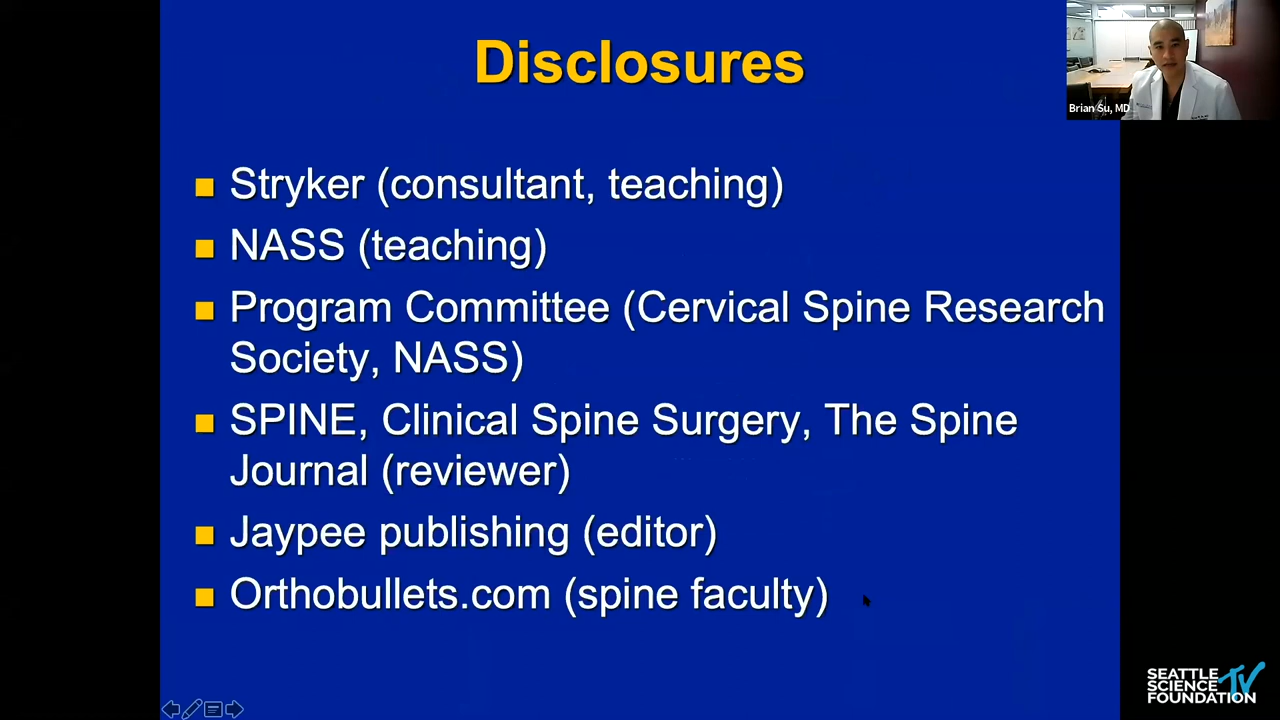 Disclosures
Brian Su, MD
Stryker (consultant, teaching)
NASS (teaching)
Program Committee (Cervical Spine Research
Society, NASS)
SPINE, Clinical Spine Surgery, The Spine
Journal (reviewer)
Jaypee publishing (editor)
Orthobullets.com (spine faculty)
SEATTLE
SCIENCE
FOUNDATION
TV